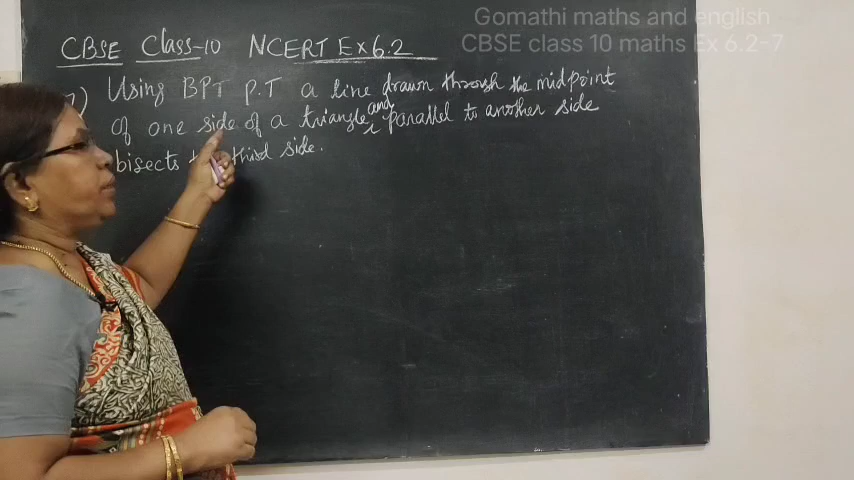 Gomathi maths and english
CBSE class 10 maths Ex 6.2-7
CBSE Class-10 NCERT Ex 6.2
7) Using BPT P.T a line drawn through the midpoint
of one side of a triangle and parallel to another side
bisects third side.